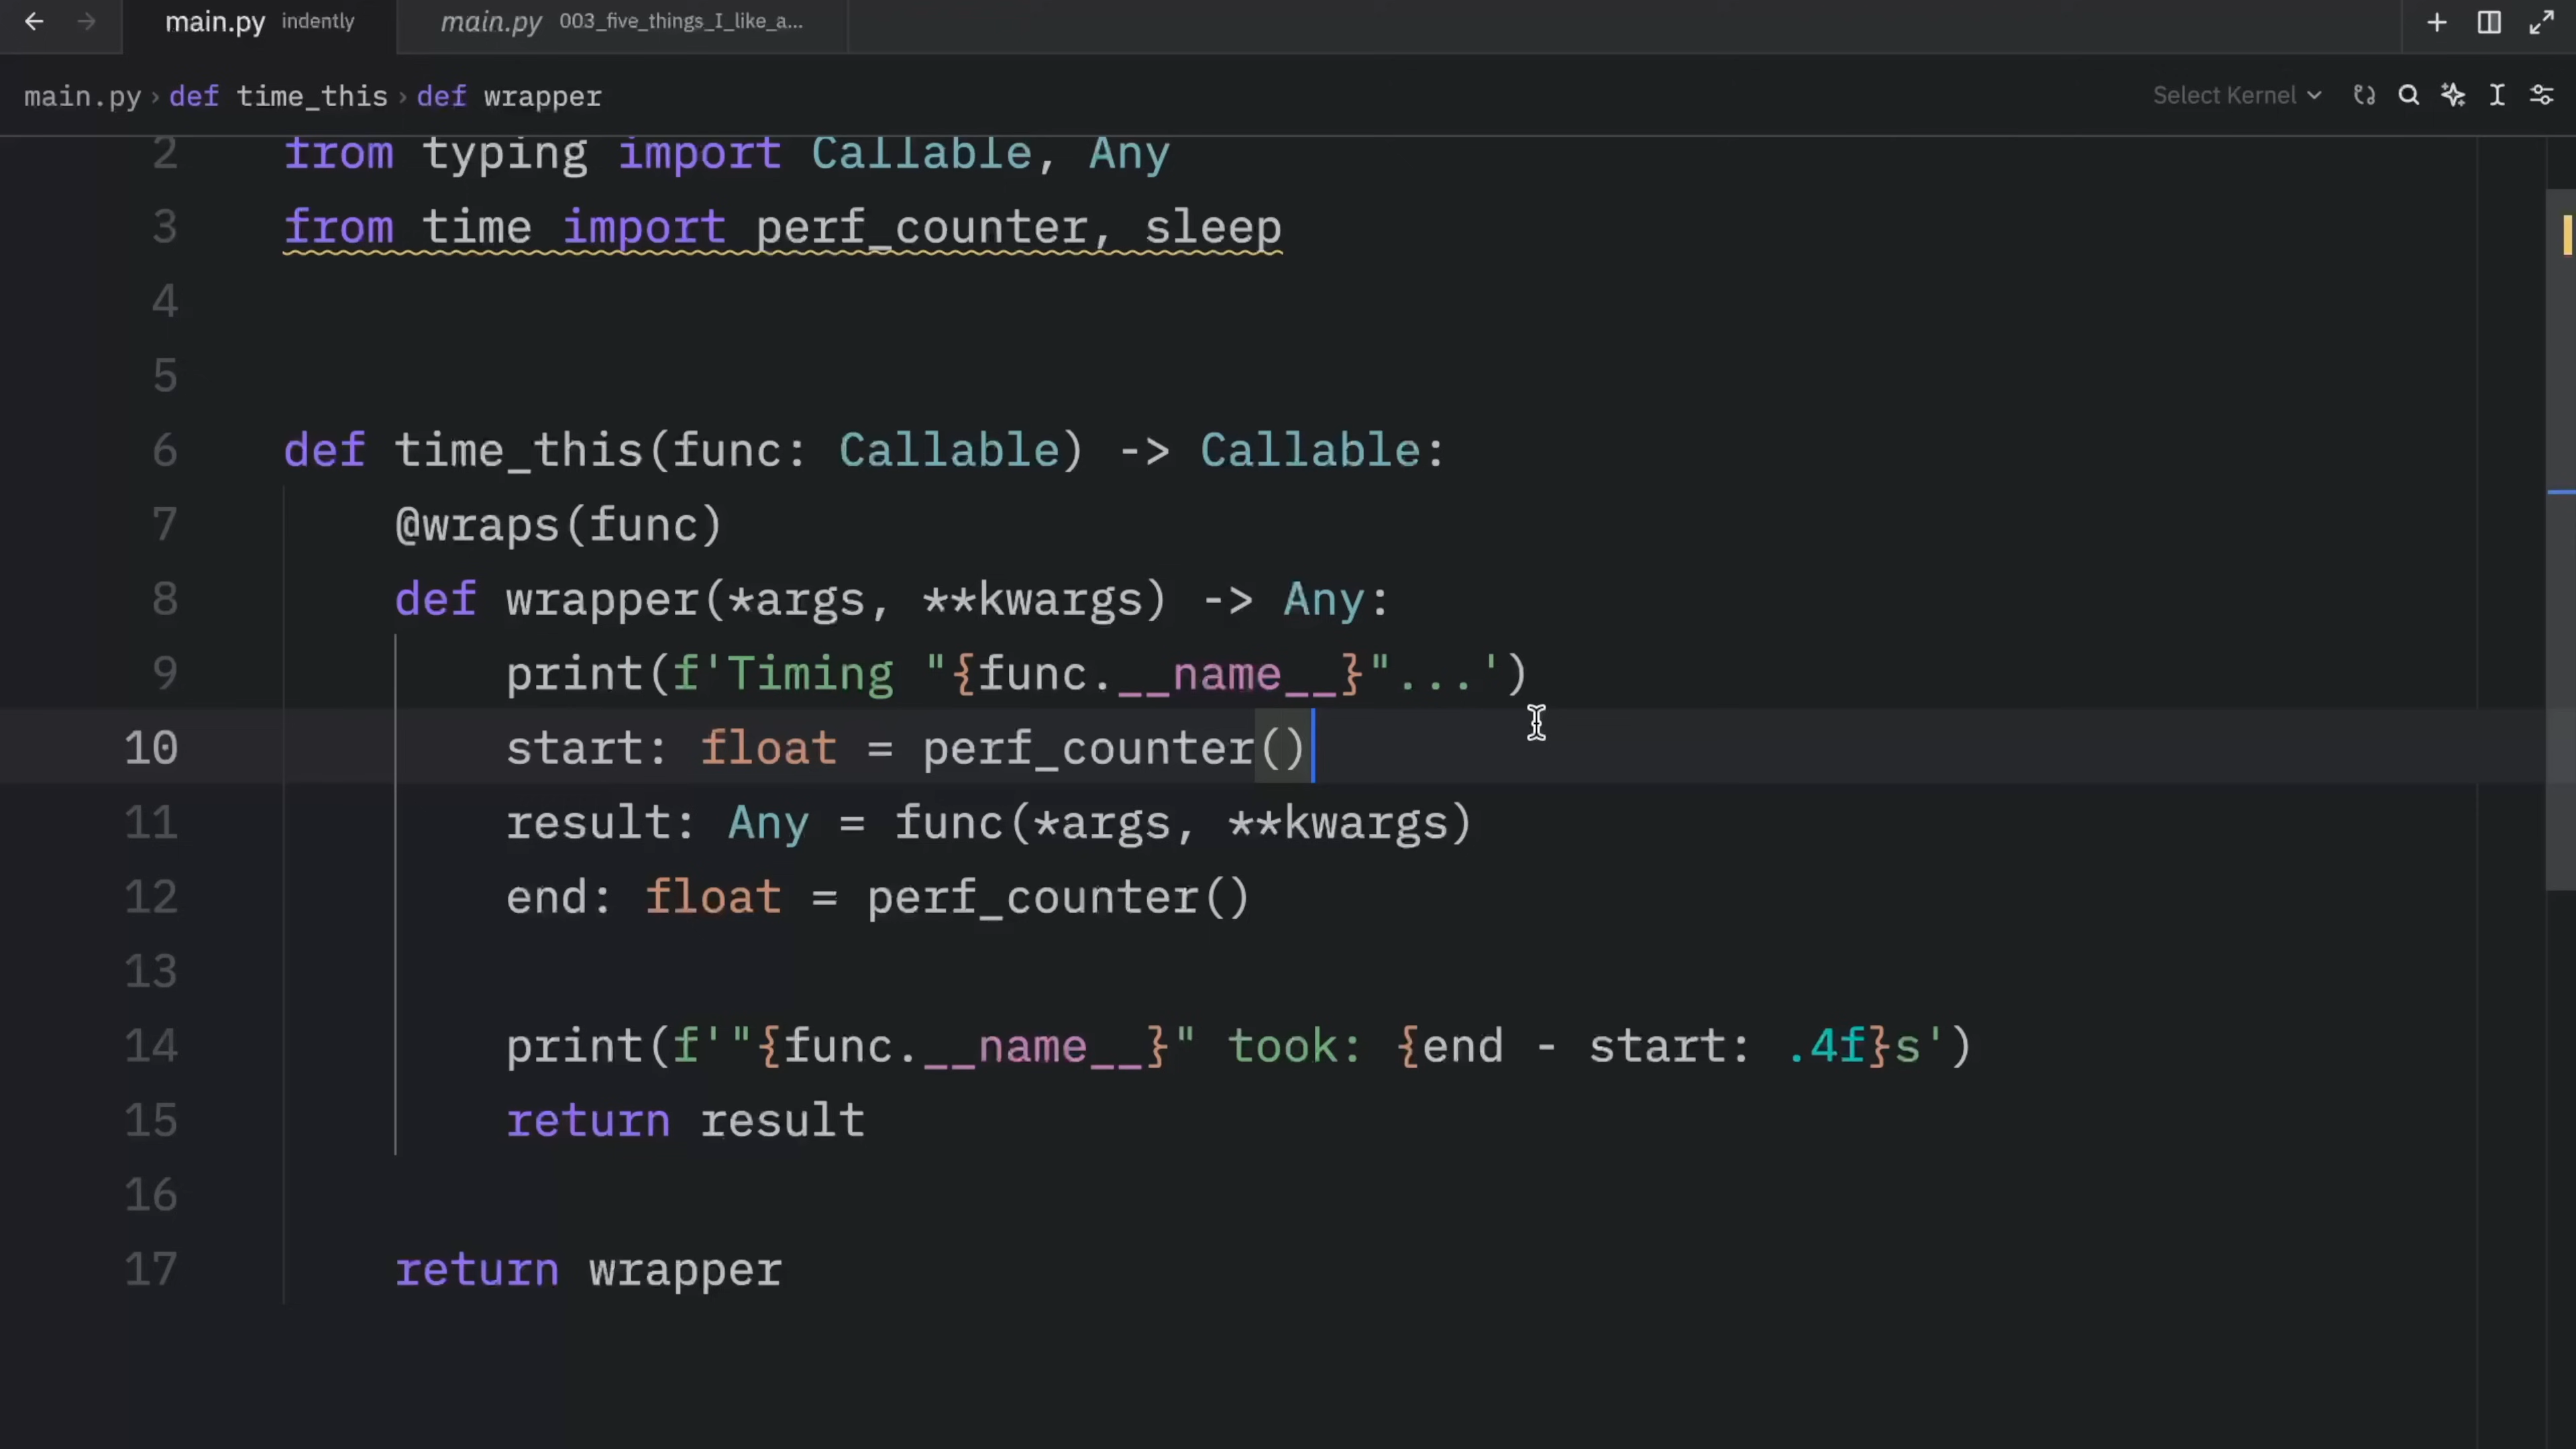 main.py indently main.py 003_five_things_I_like_a...
main.py › def time_this › def wrapper Select Kernel
2 from typing import Callable, Any
3 from time import perf_counter, sleep
4
5
6 def time_this(func: Callable) -> Callable:
7     @wraps(func)
8     def wrapper(*args, **kwargs) -> Any:
9         print(f'Timing "{func.__name__}"...')
10         start: float = perf_counter()
11         result: Any = func(*args, **kwargs)
12         end: float = perf_counter()
13
14         print(f'"{func.__name__}" took: {end - start: .4f}s')
15         return result
16
17     return wrapper